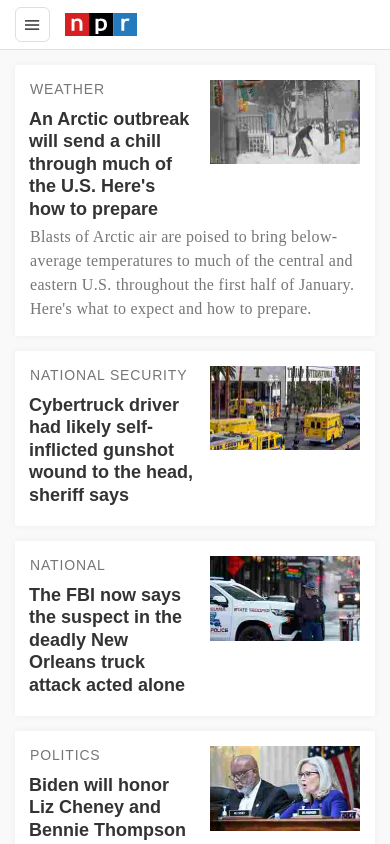 npr
WEATHER
An Arctic outbreak
will send a chill
through much of
the U.S. Here's
how to prepare
Blasts of Arctic air are poised to bring below-
average temperatures to much of the central and
eastern U.S. throughout the first half of January.
Here's what to expect and how to prepare.
NATIONAL SECURITY
Cybertruck driver
had likely self-
inflicted gunshot
wound to the head,
sheriff says
NATIONAL
The FBI now says
the suspect in the
deadly New
Orleans truck
attack acted alone
STATE TROOPER
POLICE
POLITICS
Biden will honor
Liz Cheney and
Bennie Thompson